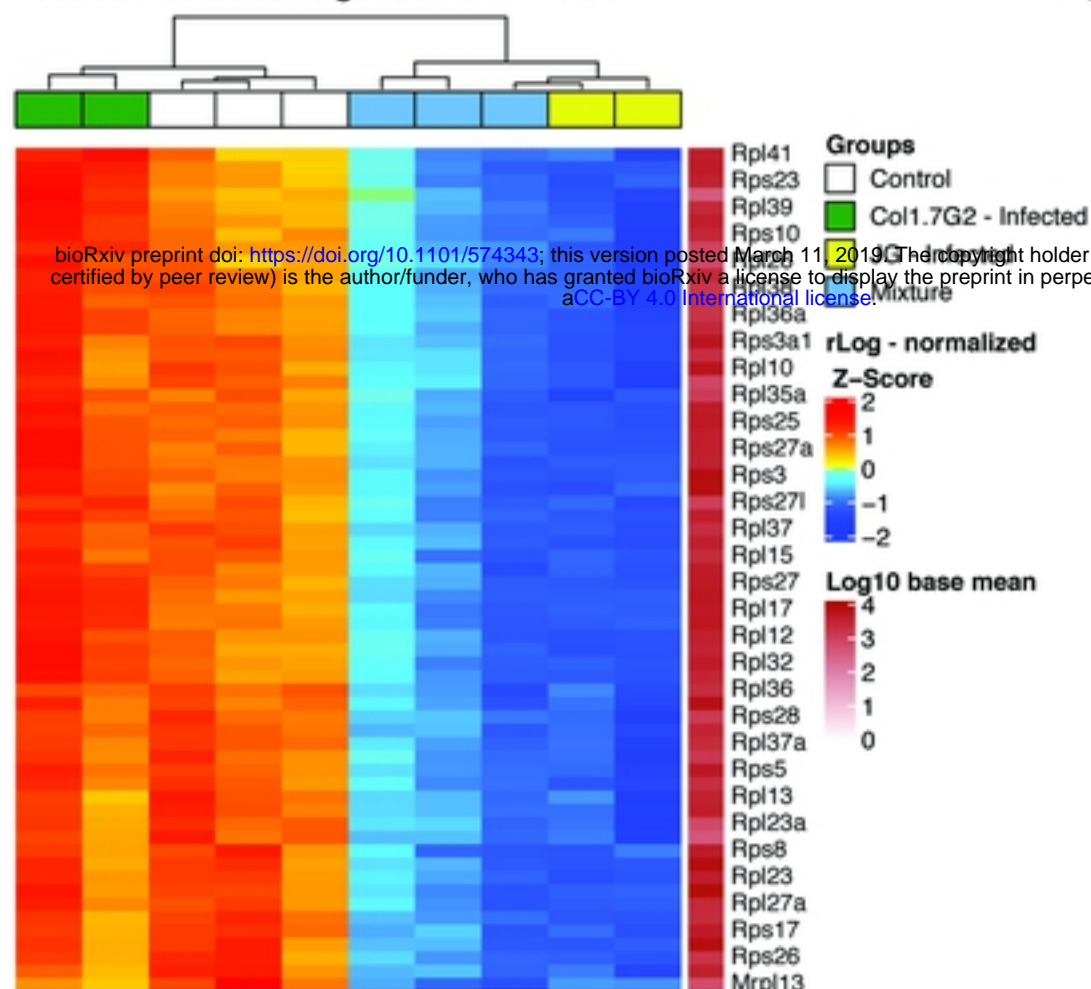 Rpl41
Rps23
Rpl39
Rps10
Rpl36a
Rps3a1
Rpl10
Rpl35a
Rps25
Rps27a
Rps3
Rps27l
Rpl37
Rpl15
Rps27
Rpl17
Rpl12
Rpl32
Rpl36
Rps28
Rpl37a
Rps5
Rpl13
Rpl23a
Rps8
Rpl23
Rpl27a
Rps17
Rps26
Mrpl13
Groups
Control
Col1.7G2 - Infected
Mixture
bioRxiv preprint doi: https://doi.org/10.1101/574343; this version posted March 11, 2019. The copyright holder
certified by peer review) is the author/funder, who has granted bioRxiv a license to display the preprint in perpe
aCC-BY 4.0 International license.
rLog - normalized
Z-Score
2
1
0
−1
−2
Log10 base mean
4
3
2
1
0